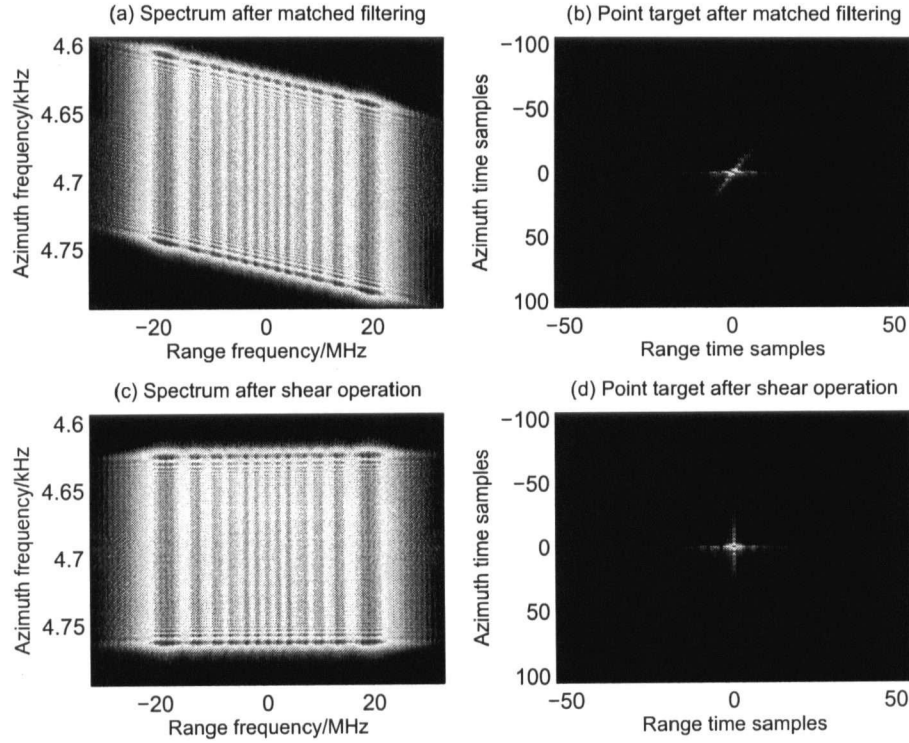 (a) Spectrum after matched filtering
4.6
4.65
4.7
4.75
Azimuth frequency/kHz
−20
0
20
Range frequency/MHz
(b) Point target after matched filtering
−100
−50
0
50
100
Azimuth time samples
−50
0
50
Range time samples
(c) Spectrum after shear operation
4.6
4.65
4.7
4.75
Azimuth frequency/kHz
−20
0
20
Range frequency/MHz
(d) Point target after shear operation
−100
−50
0
50
100
Azimuth time samples
−50
0
50
Range time samples